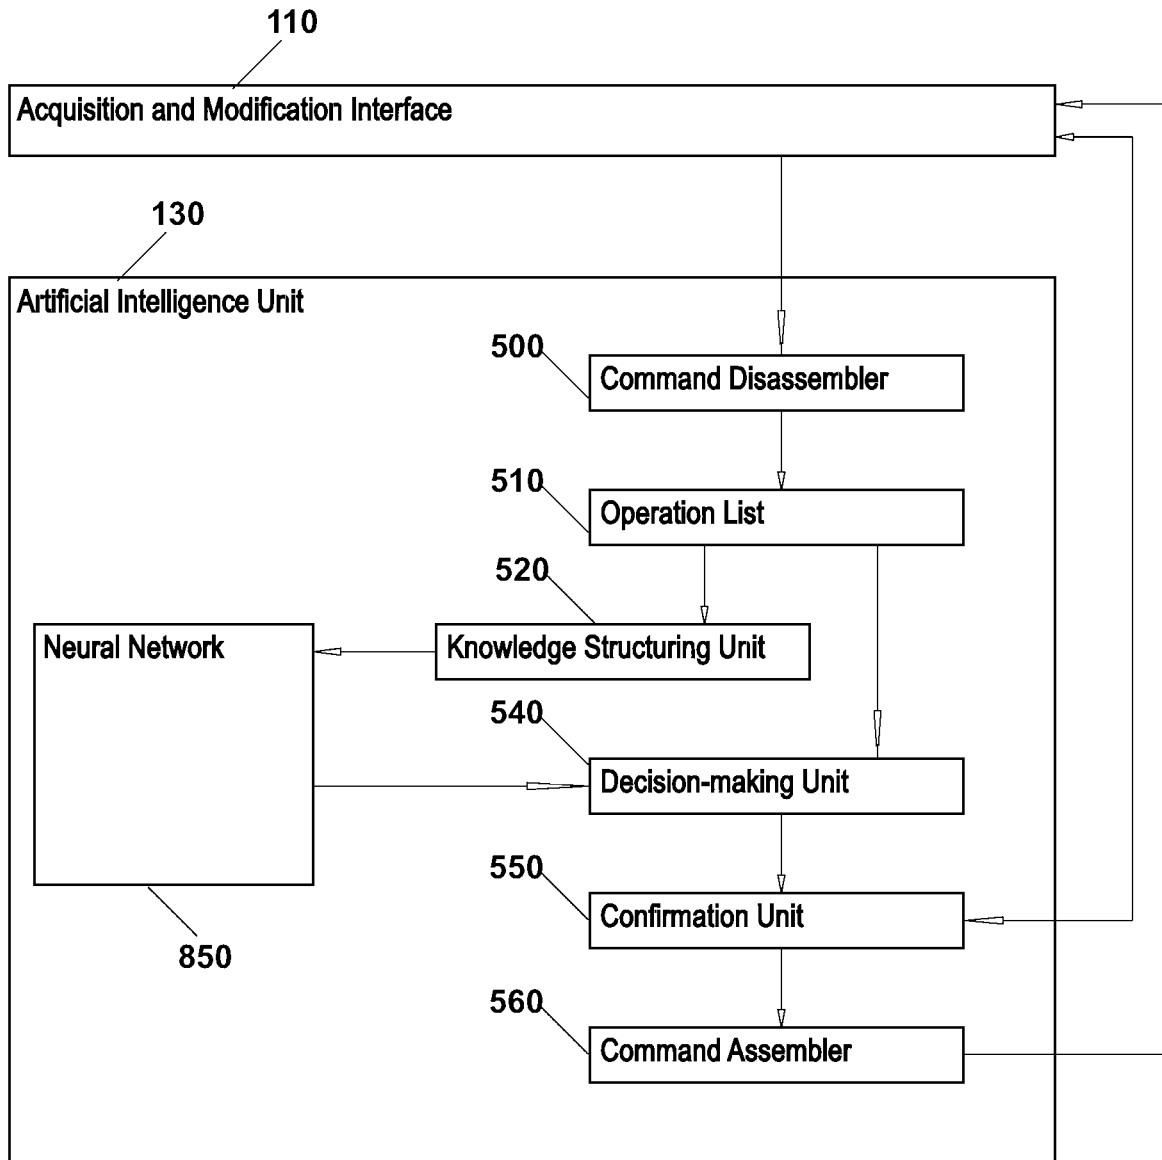 110
Acquisition and Modification Interface
130
Artificial Intelligence Unit
500
Command Disassembler
510
Operation List
520
Neural Network
Knowledge Structuring Unit
540
Decision-making Unit
550
Confirmation Unit
850
560
Command Assembler